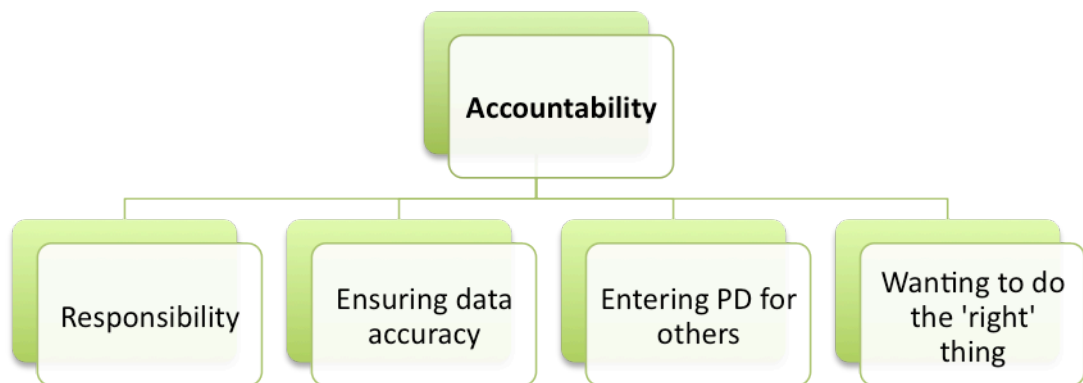 Accountability
Responsibility
Ensuring data
accuracy
Entering PD for
others
Wanting to do
the 'right'
thing